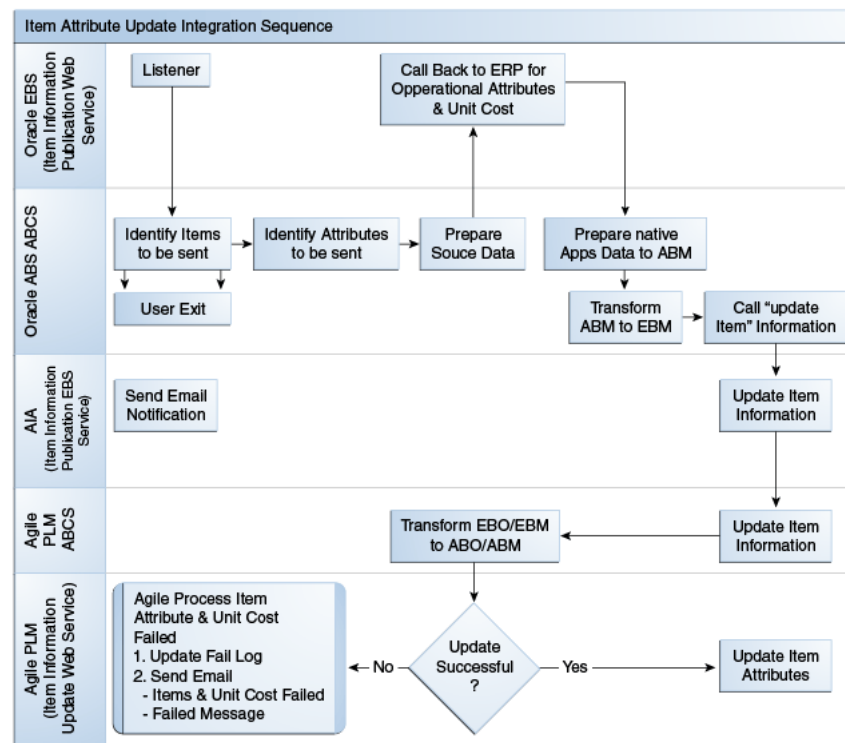 Item Attribute Update Integration Sequence
Oracle EBS
(Item Information
Publication Web
Service)
Listener
Call Back to ERP for
Opperational Attributes
& Unit Cost
Oracle ABS ABCS
Identify Items
to be sent
Identify Attributes
to be sent
Prepare
Souce Data
Prepare native
Apps Data to ABM
User Exit
Transform
ABM to EBM
Call “update
Item” Information
AIA
(Item Information
Publication EBS
Service)
Send Email
Notification
Update Item
Information
Agile
PLM
ABCS
Transform EBO/EBM
to ABO/ABM
Update Item
Information
Agile PLM
(Item Information
Update Web Service)
Agile Process Item
Attribute & Unit Cost
Failed
1. Update Fail Log
2. Send Email
- Items & Unit Cost Failed
- Failed Message
No
Update
Successful
?
Yes
Update Item
Attributes